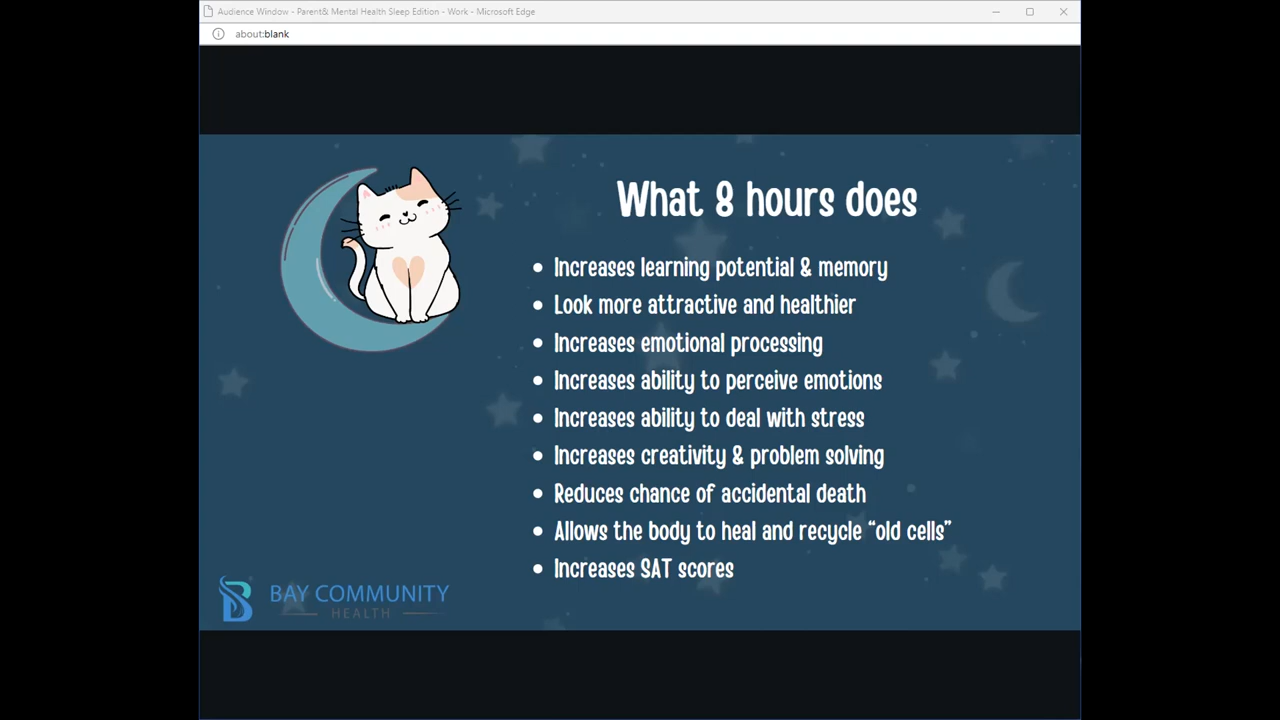 Audience Window - Parent& Mental Health Sleep Edition - Work - Microsoft Edge
about:blank
What 8 hours does
• Increases learning potential & memory
• Look more attractive and healthier
• Increases emotional processing
• Increases ability to perceive emotions
• Increases ability to deal with stress
• Increases creativity & problem solving
• Reduces chance of accidental death
• Allows the body to heal and recycle “old cells”
• Increases SAT scores
BAY COMMUNITY
HEALTH